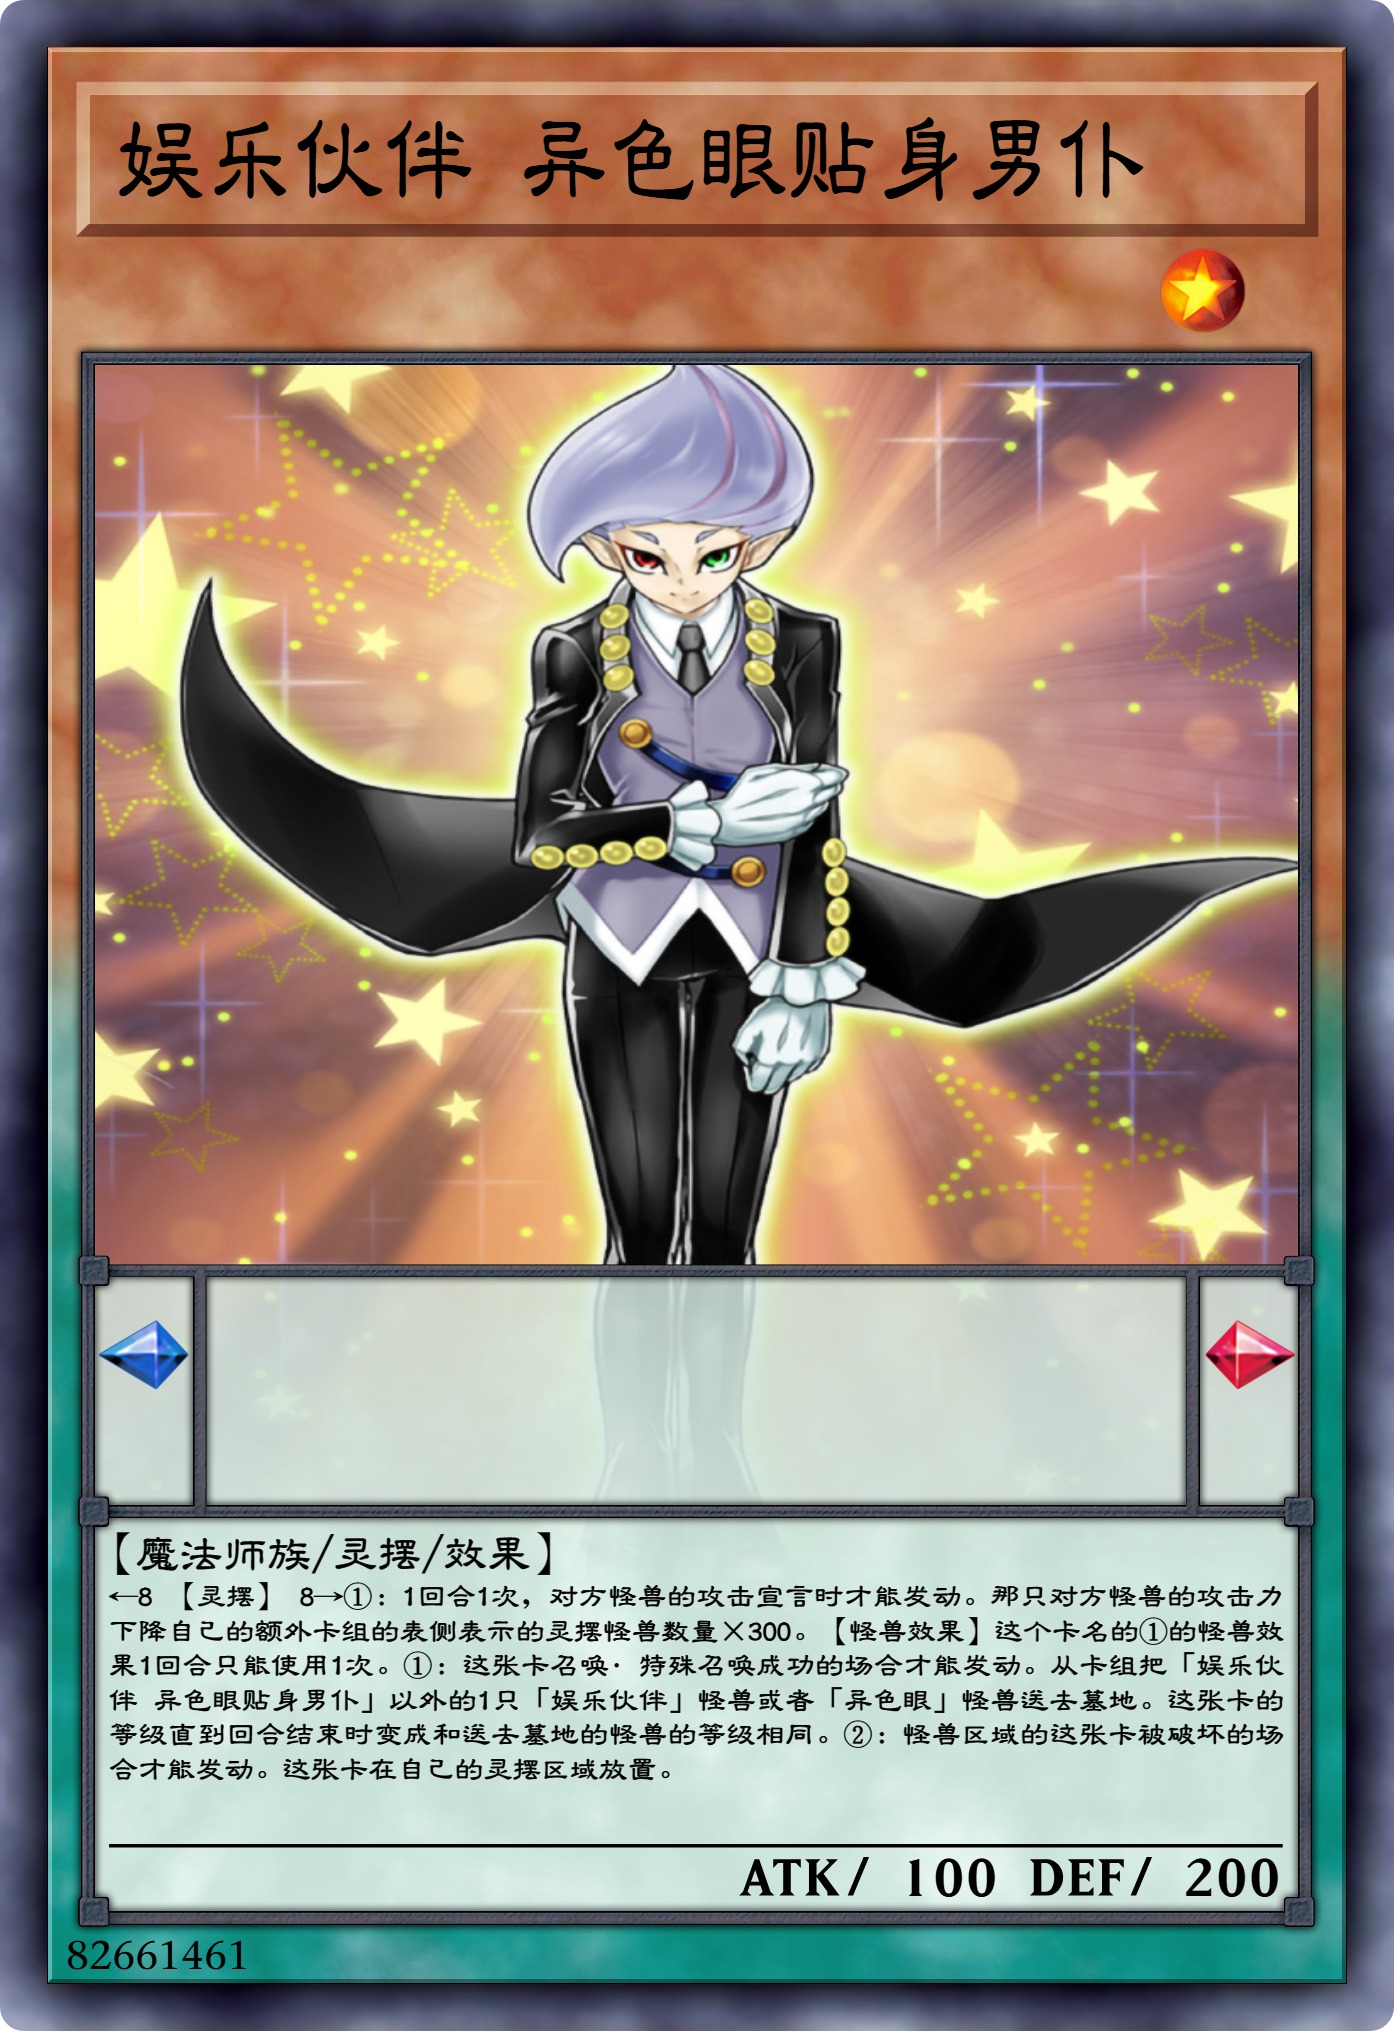 娱乐伙伴 异色眼贴身男仆
【魔法师族/灵摆/效果】
←8 【灵摆】 8→①：1回合1次，对方怪兽的攻击宣言时才能发动。那只对方怪兽的攻击力
下降自己的额外卡组的表侧表示的灵摆怪兽数量×300。【怪兽效果】这个卡名的①的怪兽效
果1回合只能使用1次。①：这张卡召唤·特殊召唤成功的场合才能发动。从卡组把「娱乐伙
伴 异色眼贴身男仆」以外的1只「娱乐伙伴」怪兽或者「异色眼」怪兽送去墓地。这张卡的
等级直到回合结束时变成和送去墓地的怪兽的等级相同。②：怪兽区域的这张卡被破坏的场
合才能发动。这张卡在自己的灵摆区域放置。
ATK/ 100 DEF/ 200
82661461